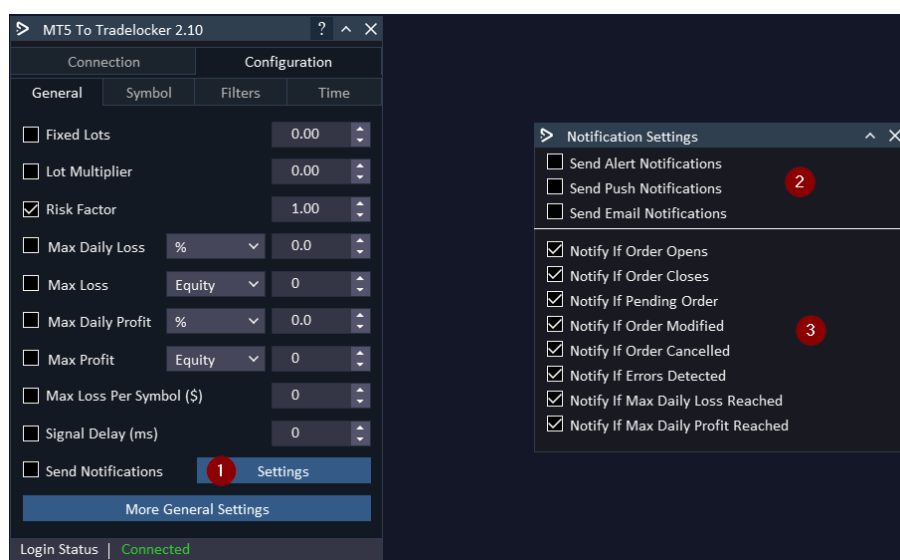 MT5 To Tradelocker 2.10 ?
Connection Configuration
General Symbol Filters Time
Fixed Lots 0.00
Lot Multiplier 0.00
Risk Factor 1.00
Max Daily Loss % 0.0
Max Loss Equity 0
Max Daily Profit % 0.0
Max Profit Equity 0
Max Loss Per Symbol ($) 0
Signal Delay (ms) 0
Send Notifications 1 Settings
More General Settings
Login Status | Connected
Notification Settings
Send Alert Notifications
Send Push Notifications 2
Send Email Notifications
Notify If Order Opens
Notify If Order Closes
Notify If Pending Order
Notify If Order Modified 3
Notify If Order Cancelled
Notify If Errors Detected
Notify If Max Daily Loss Reached
Notify If Max Daily Profit Reached